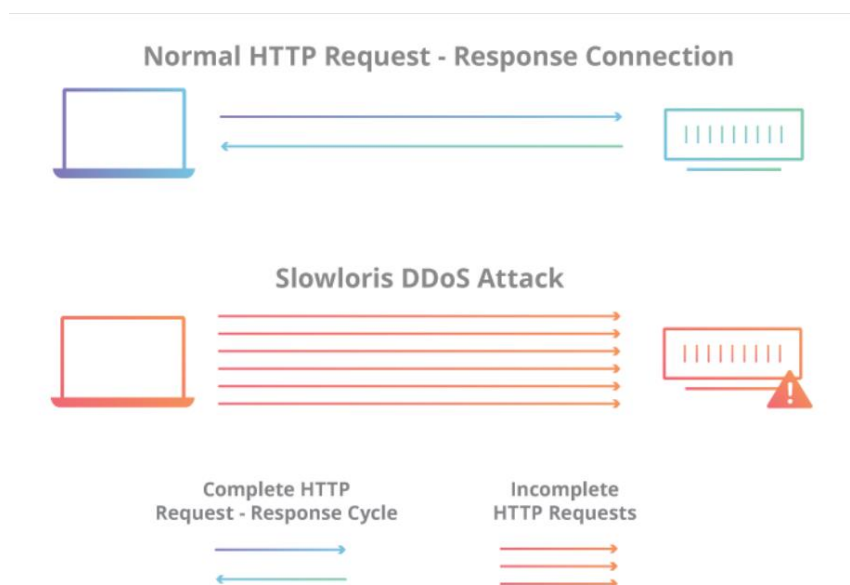 Normal HTTP Request - Response Connection
Slowloris DDoS Attack
Complete HTTP
Request - Response Cycle
Incomplete
HTTP Requests